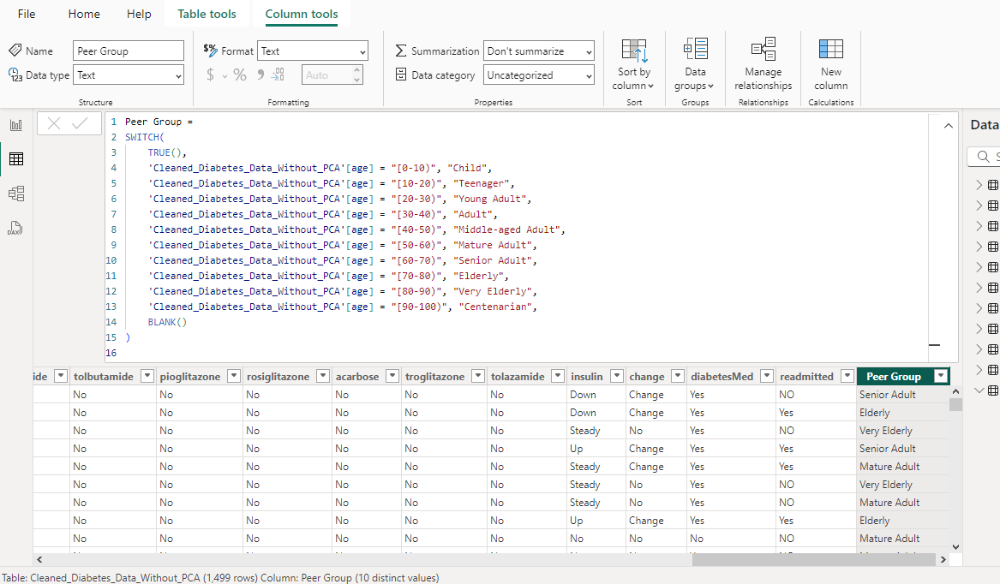 File Home Help Table tools Column tools
Name Peer Group
Data type Text
Structure
Format Text
$ % Auto
Formatting
Summarization Don't summarize
Data category Uncategorized
Properties
Sort by
column
Sort
Data
groups
Groups
Manage
relationships
Relationships
New
column
Calculations
1 Peer Group =
2 SWITCH(
3 TRUE(),
4 'Cleaned_Diabetes_Data_Without_PCA'[age] = "[0-10)", "Child",
5 'Cleaned_Diabetes_Data_Without_PCA'[age] = "[10-20)", "Teenager",
6 'Cleaned_Diabetes_Data_Without_PCA'[age] = "[20-30)", "Young Adult",
7 'Cleaned_Diabetes_Data_Without_PCA'[age] = "[30-40)", "Adult",
8 'Cleaned_Diabetes_Data_Without_PCA'[age] = "[40-50)", "Middle-aged Adult",
9 'Cleaned_Diabetes_Data_Without_PCA'[age] = "[50-60)", "Mature Adult",
10 'Cleaned_Diabetes_Data_Without_PCA'[age] = "[60-70)", "Senior Adult",
11 'Cleaned_Diabetes_Data_Without_PCA'[age] = "[70-80)", "Elderly",
12 'Cleaned_Diabetes_Data_Without_PCA'[age] = "[80-90)", "Very Elderly",
13 'Cleaned_Diabetes_Data_Without_PCA'[age] = "[90-100)", "Centenarian",
14 BLANK()
15 )
16
Data
S
DAX
ide tolbutamide pioglitazone rosiglitazone acarbose troglitazone tolazamide insulin change diabetesMed readmitted Peer Group
No No No No No No Down Change Yes NO Senior Adult
No No No No No No Down Change Yes Yes Elderly
No No No No No No Steady No Yes NO Very Elderly
No No No No No No Up Change Yes Yes Senior Adult
No No No No No No Steady Change Yes Yes Mature Adult
No No No No No No Steady No Yes NO Very Elderly
No No No No No No Steady No Yes NO Mature Adult
No No No No No No Up Change Yes Yes Elderly
No No No No No No No No No NO Mature Adult
Table: Cleaned_Diabetes_Data_Without_PCA (1,499 rows) Column: Peer Group (10 distinct values)